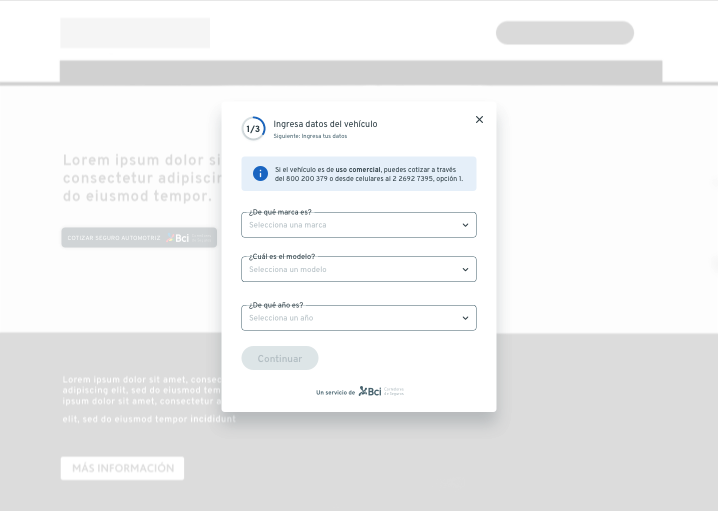 Lorem ipsum dolor si
consectetur adipiscin
do eiusmod tempor.
COTIZAR SEGURO AUTOMOTRIZ Bci
1/3
Ingresa datos del vehículo
Siguiente: Ingresa tus datos
Si el vehículo es de uso comercial, puedes cotizar a través
del 800 200 379 o desde celulares al 2 2692 7395, opción 1.
¿De qué marca es?
Selecciona una marca
¿Cuál es el modelo?
Selecciona un modelo
¿De qué año es?
Selecciona un año
Continuar
Un servicio de Bci Corredores
de Seguros
Lorem ipsum dolor sit amet, consec
adipiscing elit, sed do eiusmod tem
ipsum dolor sit amet, consectetur a
elit, sed do eiusmod tempor incididunt
MÁS INFORMACIÓN